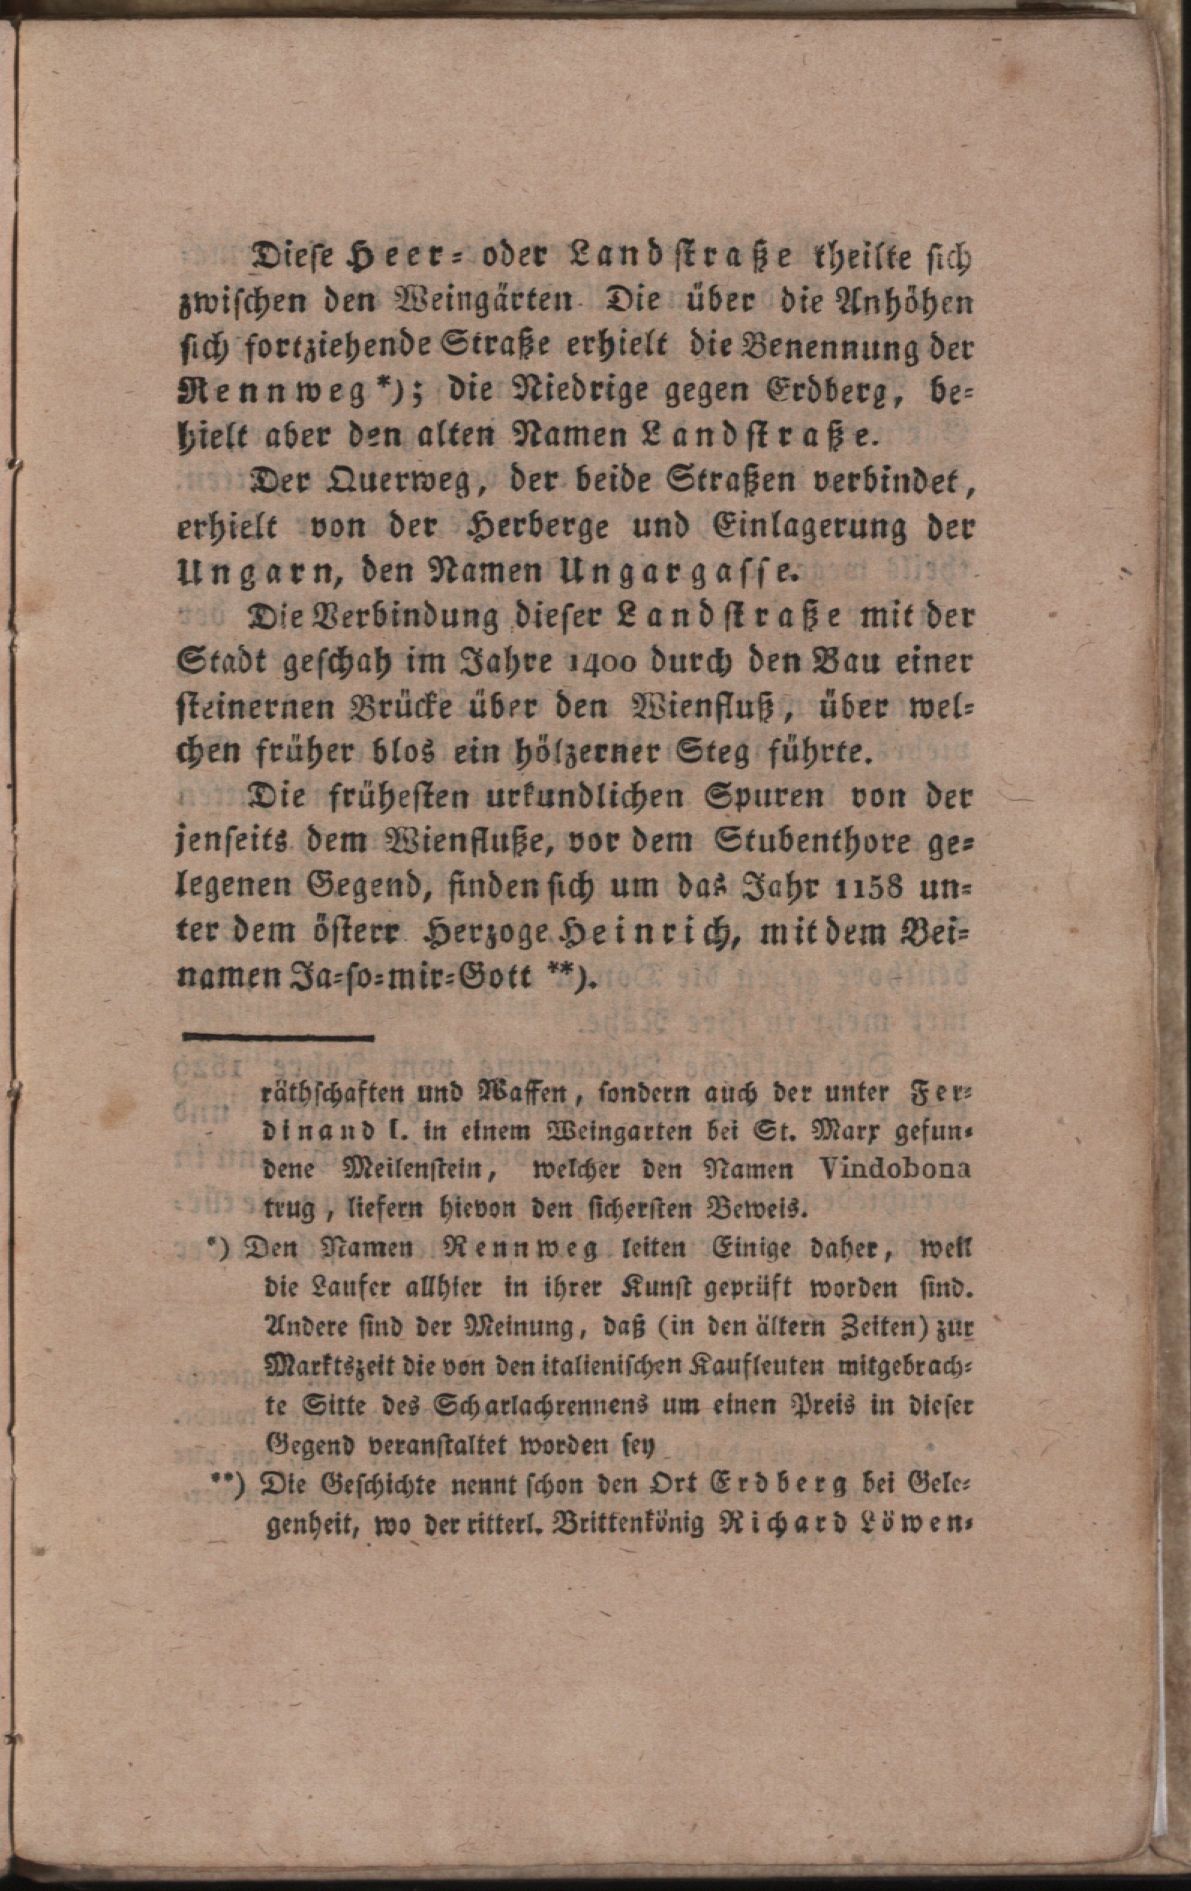 Diese Heer- oder Landstraße theilte sich
zwischen den Weingärten. Die über die Anhöhen
sich fortziehende Straße erhielt die Benennung der
Rennweg *); die Niedrige gegen Erdberg, be-
hielt aber den alten Namen Landstraße.
Der Querweg, der beide Straßen verbindet,
erhielt von der Herberge und Einlagerung der
Ungarn, den Namen Ungargasse.
Die Verbindung dieser Landstraße mit der
Stadt geschah im Jahre 1400 durch den Bau einer
steinernen Brücke über den Wienfluß, über wel-
chen früher blos ein hölzerner Steg führte.
Die frühesten urkundlichen Spuren von der
jenseits dem Wienfluße, vor dem Stubenthore ge-
legenen Gegend, finden sich um das Jahr 1158 un-
ter dem österr. Herzoge Heinrich, mit dem Bei-
namen Ja-so-mir-Gott **).
räthschaften und Waffen, sondern auch der unter Fer-
dinand I. in einem Weingarten bei St. Marx gefun-
dene Meilenstein, welcher den Namen Vindobona
trug, liefern hievon den sichersten Beweis.
*) Den Namen Rennweg leiten Einige daher, weil
die Laufer allhier in ihrer Kunst geprüft worden sind.
Andere sind der Meinung, daß (in den ältern Zeiten) zur
Marktszeit die von den italienischen Kaufleuten mitgebrach-
te Sitte des Scharlachrennens um einen Preis in dieser
Gegend veranstaltet worden sey
**) Die Geschichte nennt schon den Ort Erdberg bei Gele-
genheit, wo der ritterl. Brittenkönig Richard Löwen-